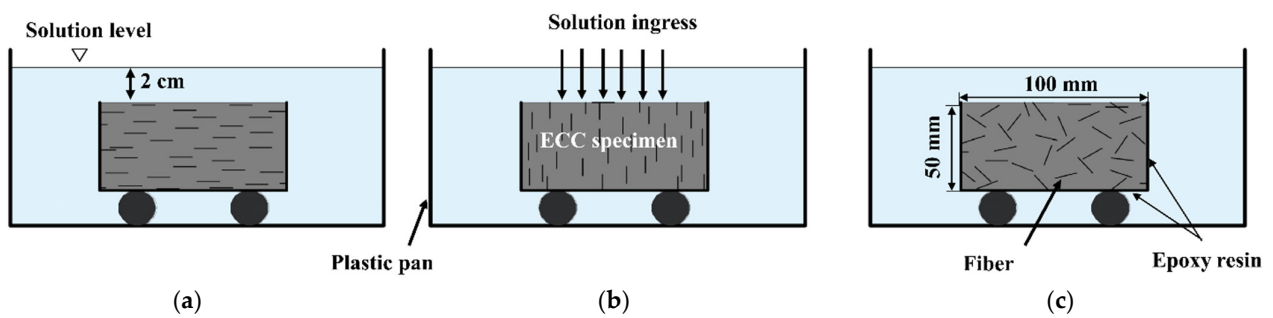 Solution level
2 cm
(a)
Solution ingress
ECC specimen
Plastic pan
(b)
100 mm
50 mm
Fiber
Epoxy resin
(c)